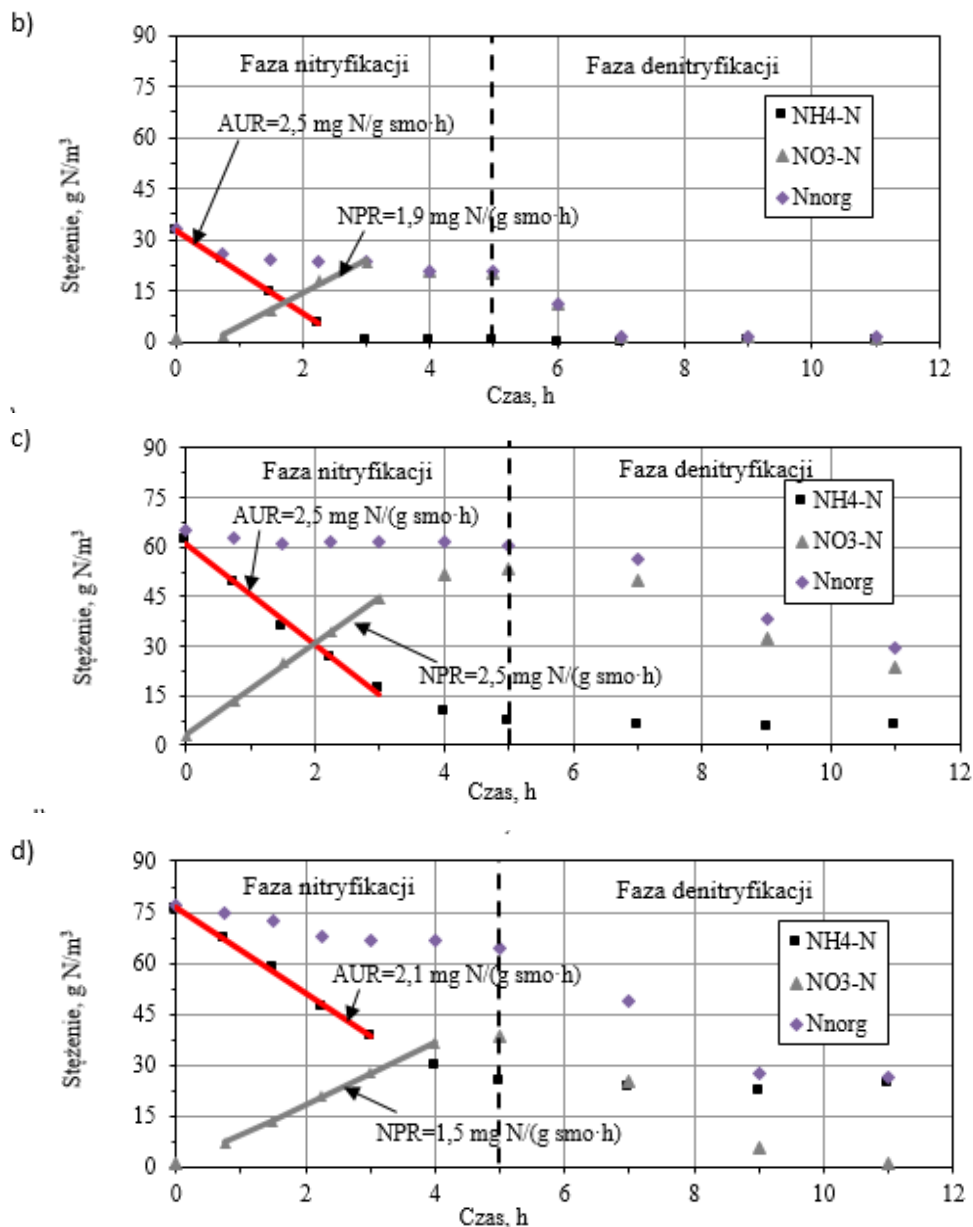 b)
90
75
60
45
30
15
0
Stężenie, g N/m³
Faza nitryfikacji
Faza denitryfikacji
AUR=2,5 mg N/g smo·h)
NPR=1,9 mg N/(g smo·h)
NH4-N
NO3-N
Nnorg
0 2 4 6 8 10 12
Czas, h
c)
90
75
60
45
30
15
0
Stężenie, g N/m³
Faza nitryfikacji
Faza denitryfikacji
AUR=2,5 mg N/(g smo·h)
NPR=2,5 mg N/(g smo·h)
NH4-N
NO3-N
Nnorg
0 2 4 6 8 10 12
Czas, h
d)
90
75
60
45
30
15
0
Stężenie, g N/m³
Faza nitryfikacji
Faza denitryfikacji
AUR=2,1 mg N/(g smo·h)
NPR=1,5 mg N/(g smo·h)
NH4-N
NO3-N
Nnorg
0 2 4 6 8 10 12
Czas, h